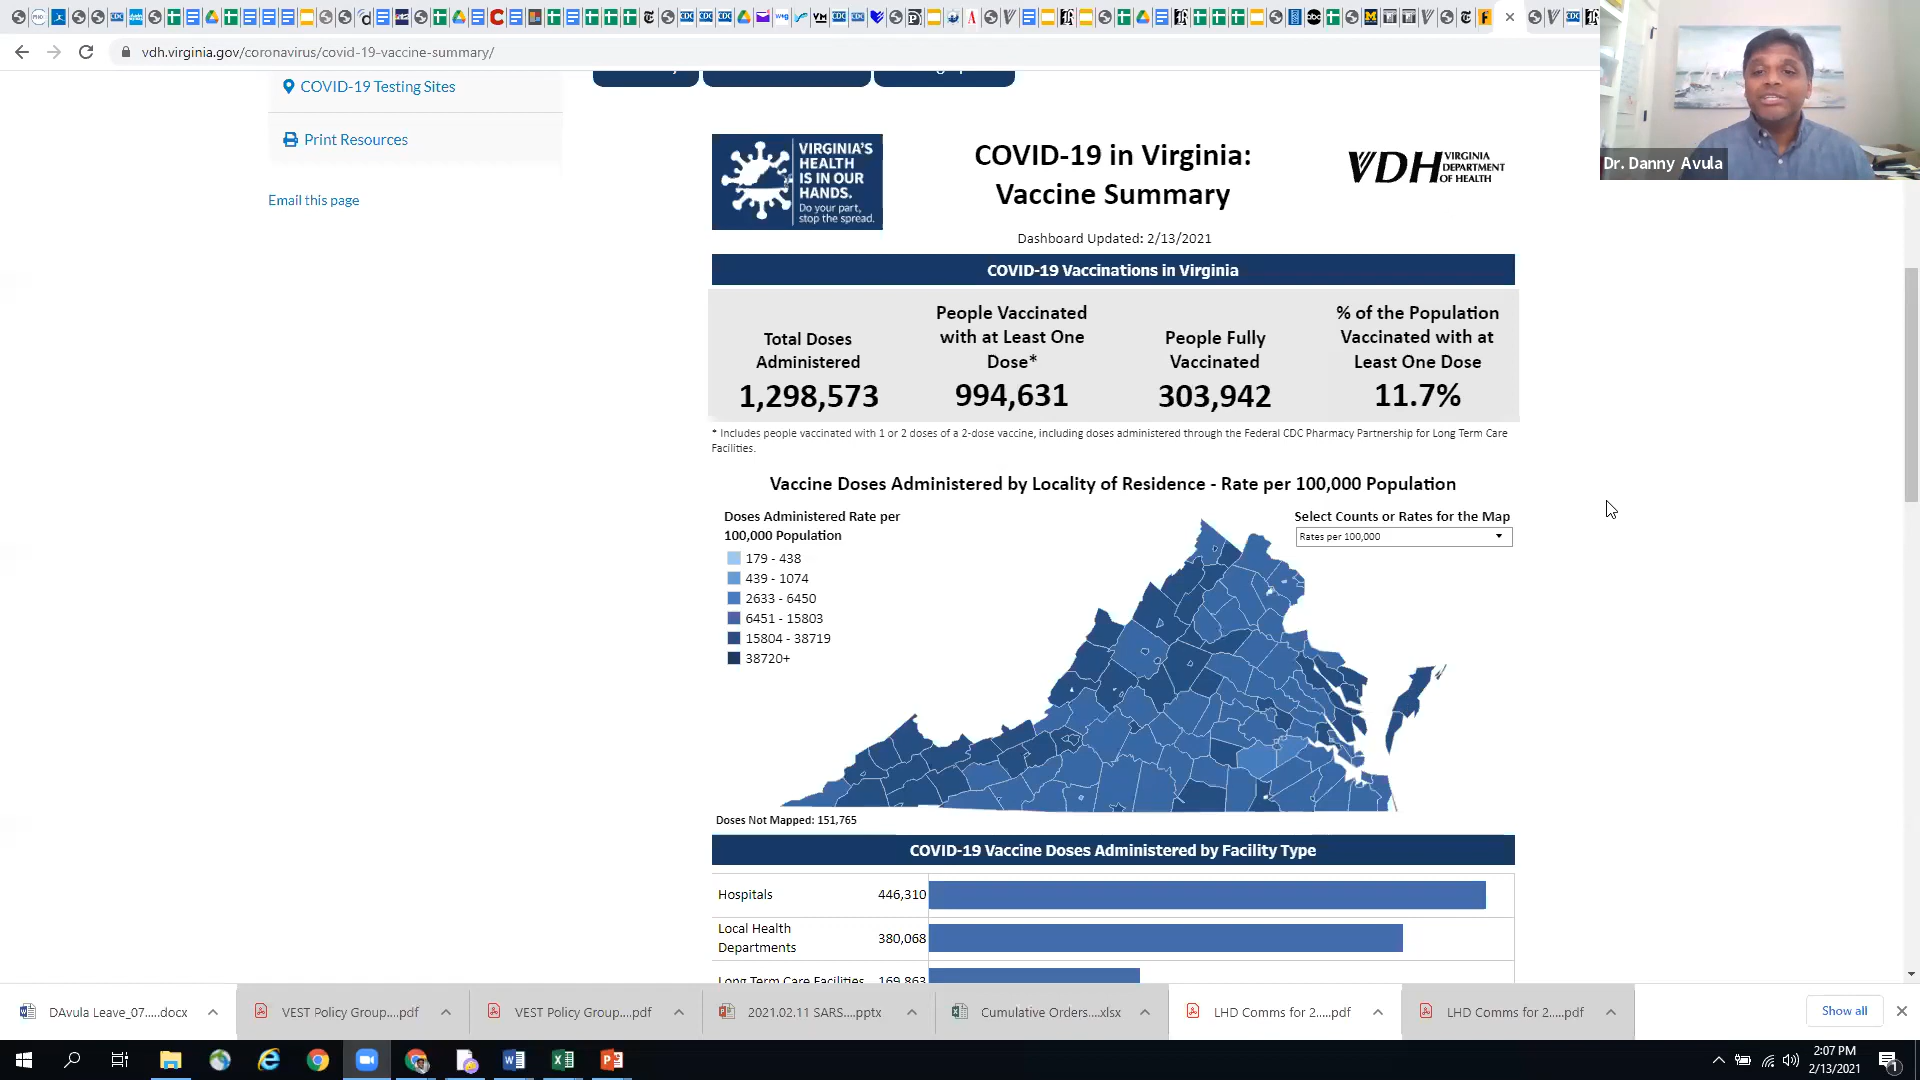 vdh.virginia.gov/coronavirus/covid-19-vaccine-summary/
COVID-19 Testing Sites
Print Resources
Email this page
VIRGINIA'S
HEALTH
IS IN OUR
HANDS.
Do your part,
stop the spread.
COVID-19 in Virginia:
Vaccine Summary
Dashboard Updated: 2/13/2021
VDH VIRGINIA
DEPARTMENT
OF HEALTH
Dr. Danny Avula
COVID-19 Vaccinations in Virginia
Total Doses
Administered
1,298,573
People Vaccinated
with at Least One
Dose*
994,631
People Fully
Vaccinated
303,942
% of the Population
Vaccinated with at
Least One Dose
11.7%
* Includes people vaccinated with 1 or 2 doses of a 2-dose vaccine, including doses administered through the Federal CDC Pharmacy Partnership for Long Term Care
Facilities.
Vaccine Doses Administered by Locality of Residence - Rate per 100,000 Population
Doses Administered Rate per
100,000 Population
179 - 438
439 - 1074
2633 - 6450
6451 - 15803
15804 - 38719
38720+
Select Counts or Rates for the Map
Rates per 100,000
Doses Not Mapped: 151,765
COVID-19 Vaccine Doses Administered by Facility Type
Hospitals 446,310
Local Health
Departments 380,068
Long Term Care Facilities 169,863
DAvula Leave_07.....docx
VEST Policy Group....pdf
VEST Policy Group....pdf
2021.02.11 SARS....pptx
Cumulative Orders....xlsx
LHD Comms for 2.....pdf
LHD Comms for 2.....pdf
Show all
2:07 PM
2/13/2021